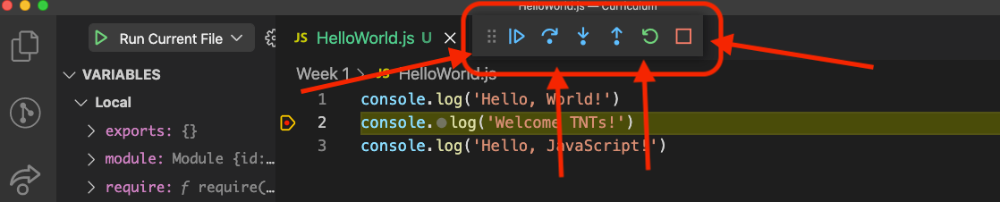 HelloWorld.js — Curriculum
Run Current File
JS HelloWorld.js U
VARIABLES
Week 1 > JS HelloWorld.js
Local
1 console.log('Hello, World!')
exports: {}
2 console.log('Welcome TNTs!')
module: Module {id:…
3 console.log('Hello, JavaScript!')
require: ƒ require(…